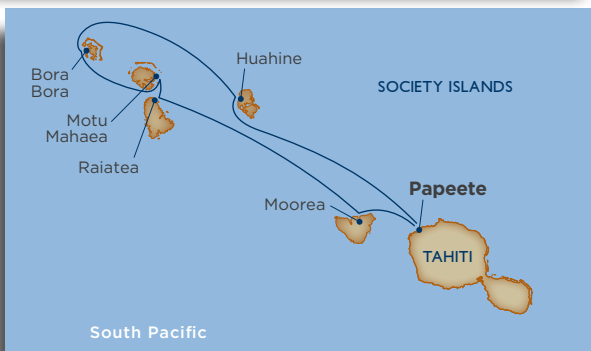 Huahine
SOCIETY ISLANDS
Bora
Bora
Motu
Mahaea
Raiatea
Papeete
Moorea
TAHITI
South Pacific